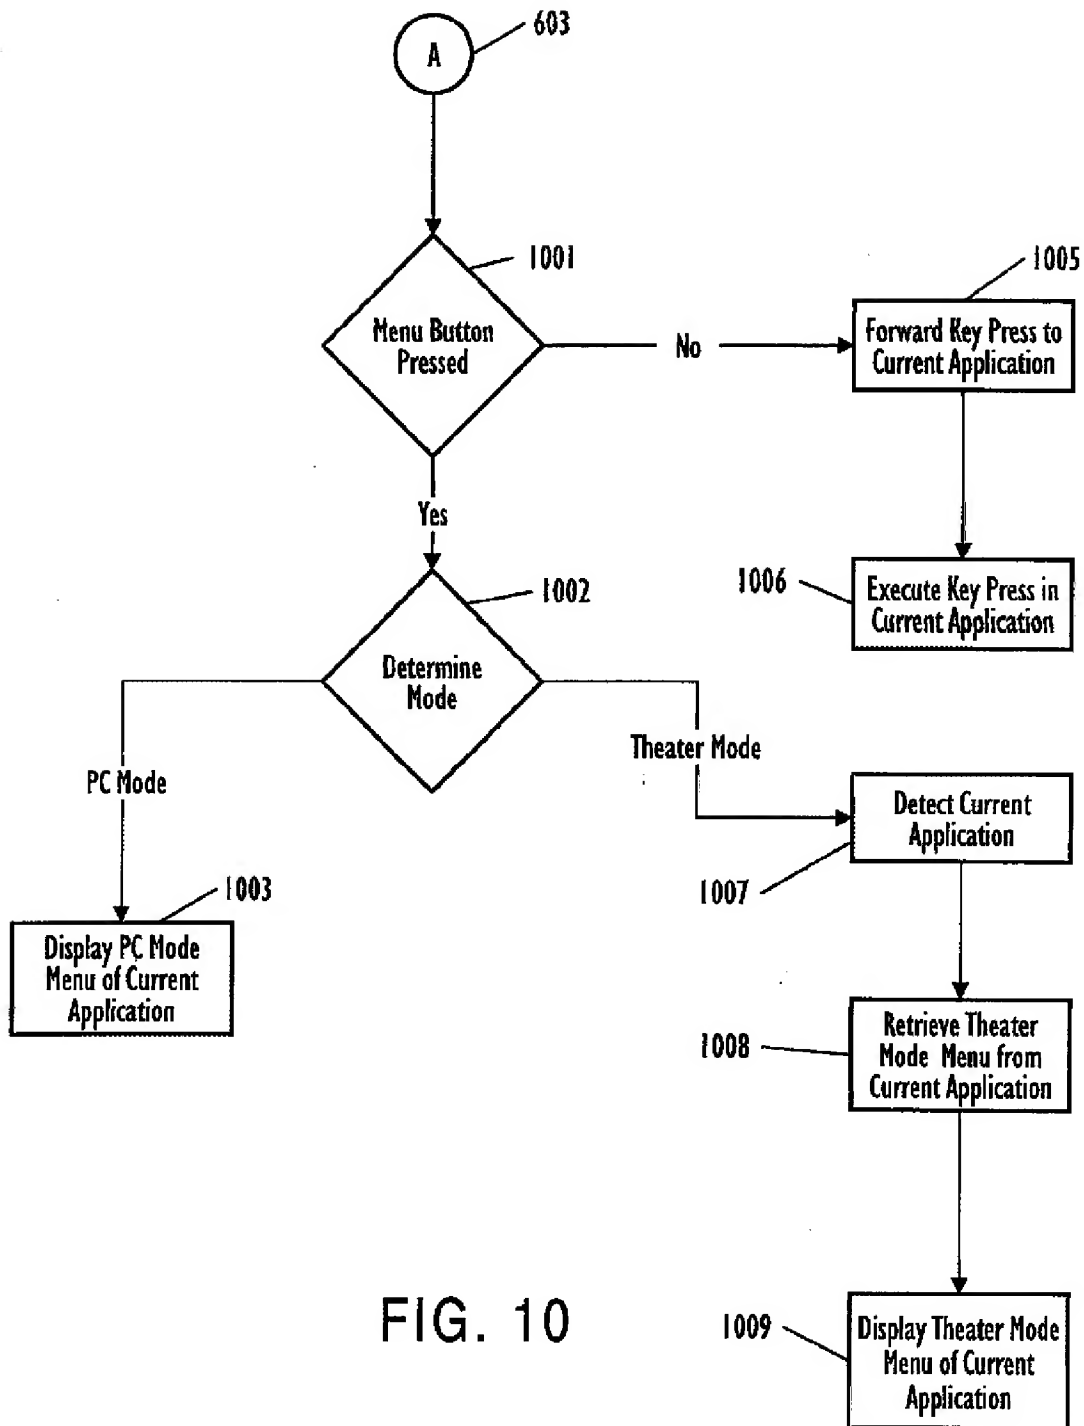 603
A
1001
Menu Button
Pressed
No
1005
Forward Key Press to
Current Application
Yes
1006
Execute Key Press in
Current Application
1002
Determine
Mode
PC Mode
Theater Mode
Detect Current
Application
1007
1003
Display PC Mode
Menu of Current
Application
1008
Retrieve Theater
Mode Menu from
Current Application
FIG. 10
1009
Display Theater Mode
Menu of Current
Application